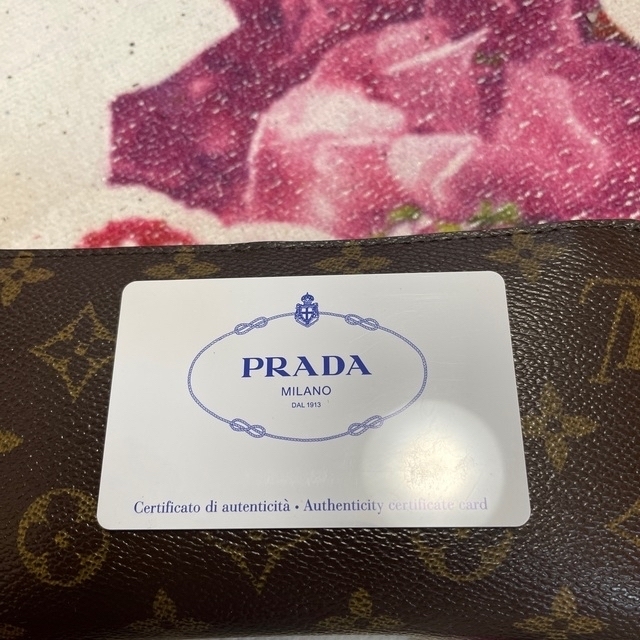 PRADA
MILANO
DAL 1913
Certificato di autenticità • Authenticity certificate card